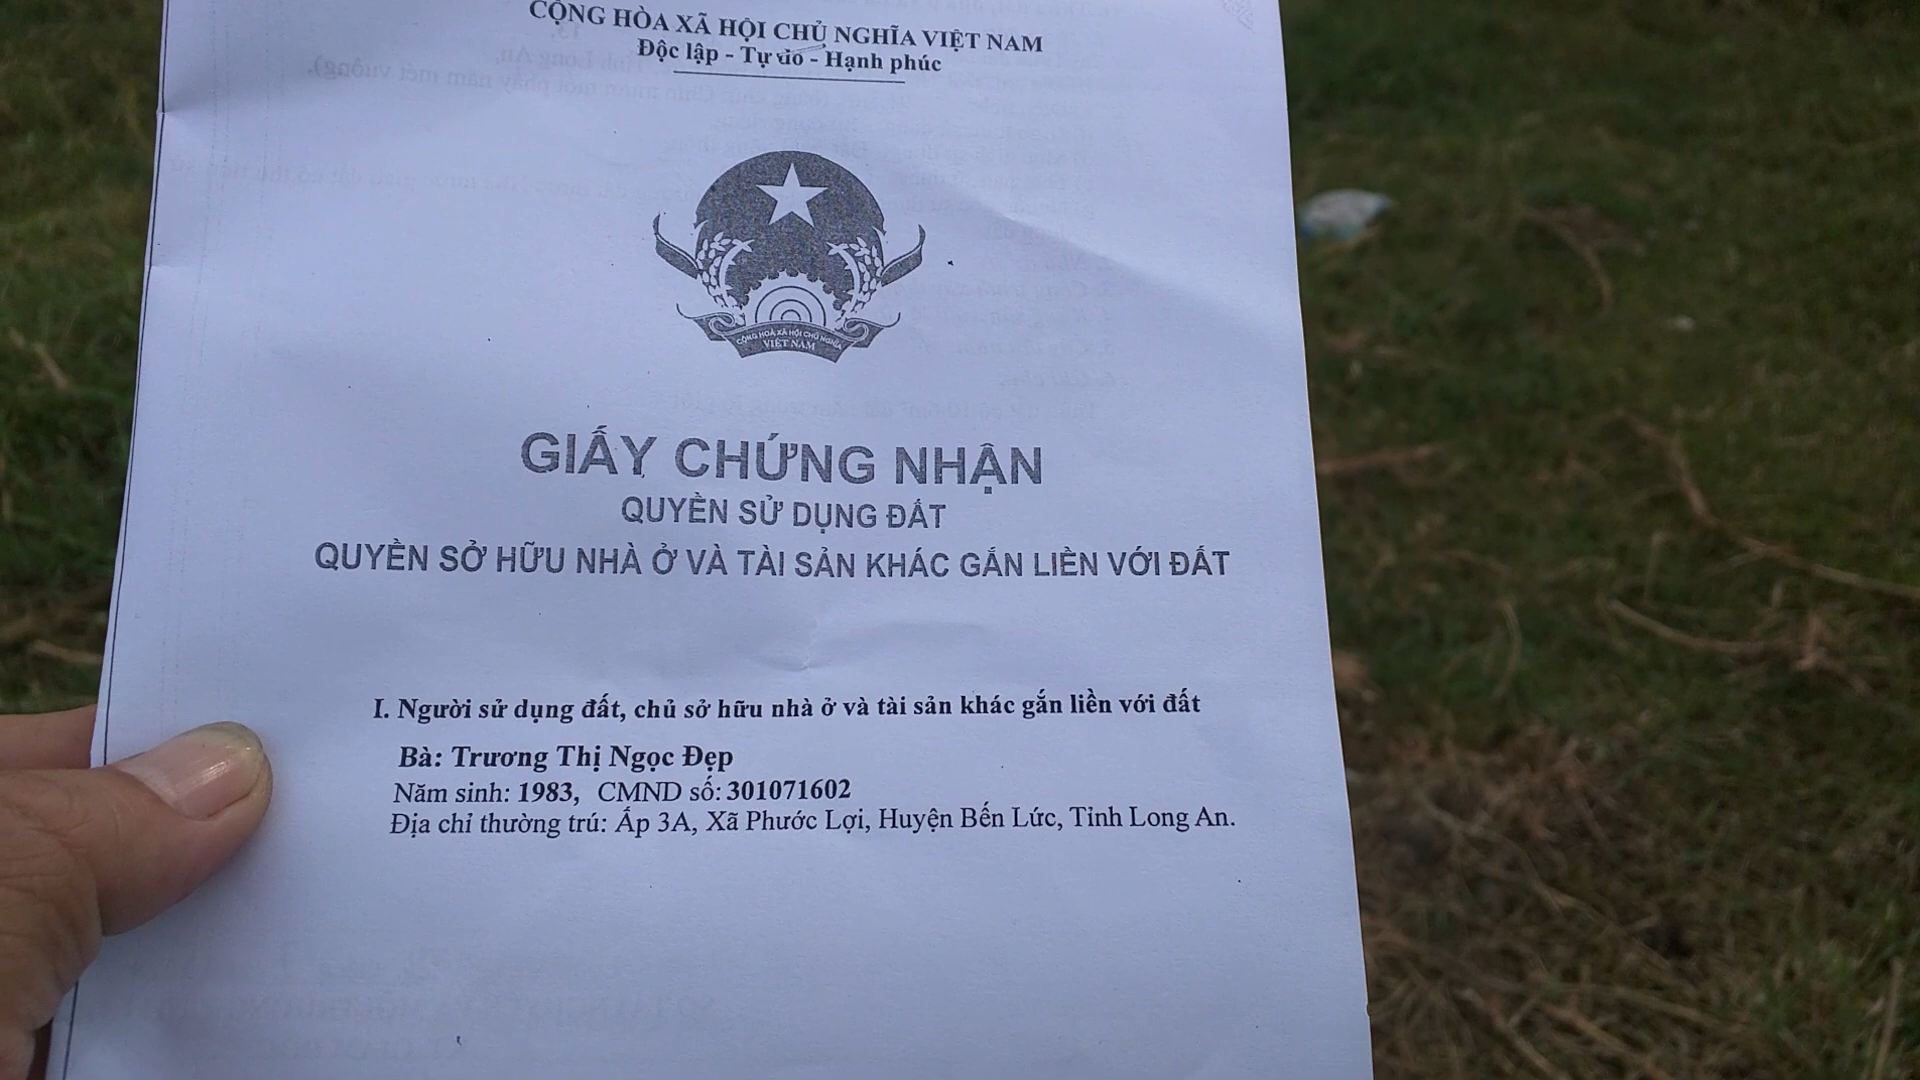 CỘNG HÒA XÃ HỘI CHỦ NGHĨA VIỆT NAM
Độc lập - Tự do - Hạnh phúc
CỘNG HOÀ XÃ HỘI CHỦ NGHĨA
VIỆT NAM
GIẤY CHỨNG NHẬN
QUYỀN SỬ DỤNG ĐẤT
QUYỀN SỞ HỮU NHÀ Ở VÀ TÀI SẢN KHÁC GẮN LIỀN VỚI ĐẤT
I. Người sử dụng đất, chủ sở hữu nhà ở và tài sản khác gắn liền với đất
Bà: Trương Thị Ngọc Đẹp
Năm sinh: 1983, CMND số: 301071602
Địa chỉ thường trú: Ấp 3A, Xã Phước Lợi, Huyện Bến Lức, Tỉnh Long An.